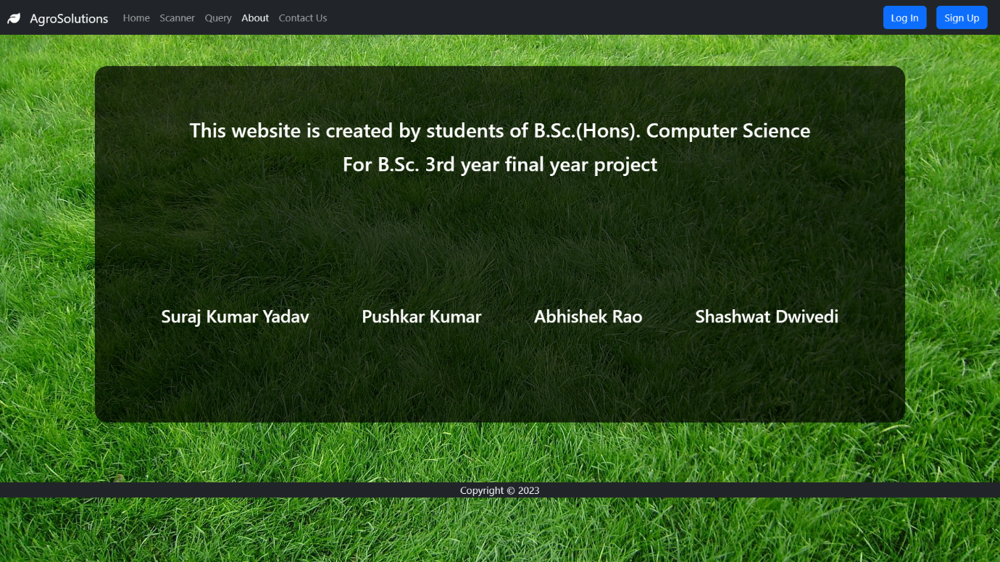 AgroSolutions Home Scanner Query About Contact Us Log In Sign Up
This website is created by students of B.Sc.(Hons). Computer Science
For B.Sc. 3rd year final year project
Suraj Kumar Yadav Pushkar Kumar Abhishek Rao Shashwat Dwivedi
Copyright © 2023